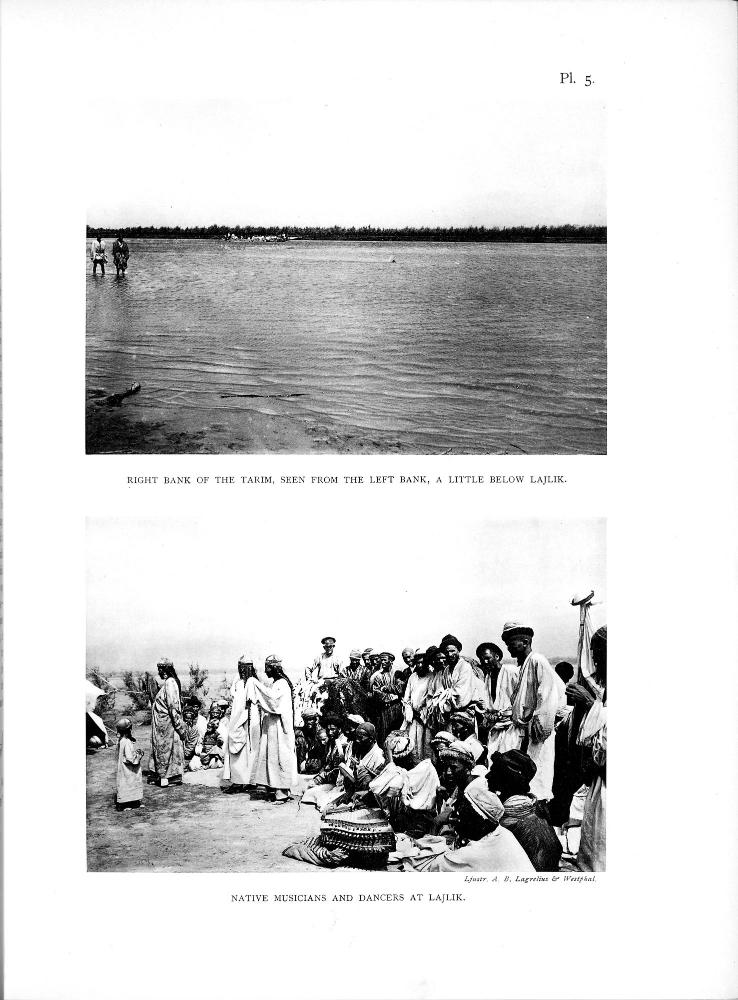 Pl. 5.
RIGHT BANK OF THE TARIM, SEEN FROM THE LEFT BANK, A LITTLE BELOW LAJLIK.
Ljustr. A. B. Lagrelius & Westphal.
NATIVE MUSICIANS AND DANCERS AT LAJLIK.